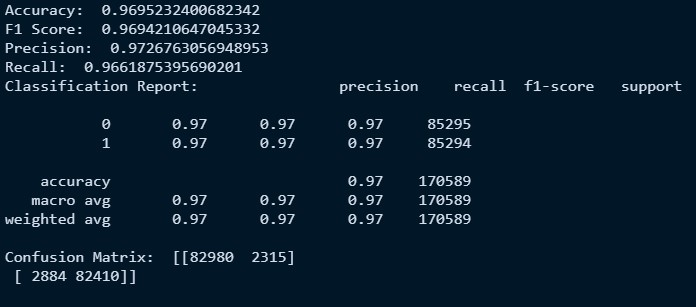 Accuracy:  0.9695232400682342
F1 Score:  0.9694210647045332
Precision:  0.9726763056948953
Recall:  0.9661875395690201
Classification Report:               precision    recall  f1-score   support

           0       0.97      0.97      0.97     85295
           1       0.97      0.97      0.97     85294

    accuracy                           0.97    170589
   macro avg       0.97      0.97      0.97    170589
weighted avg       0.97      0.97      0.97    170589

Confusion Matrix:  [[82980  2315]
 [ 2884 82410]]